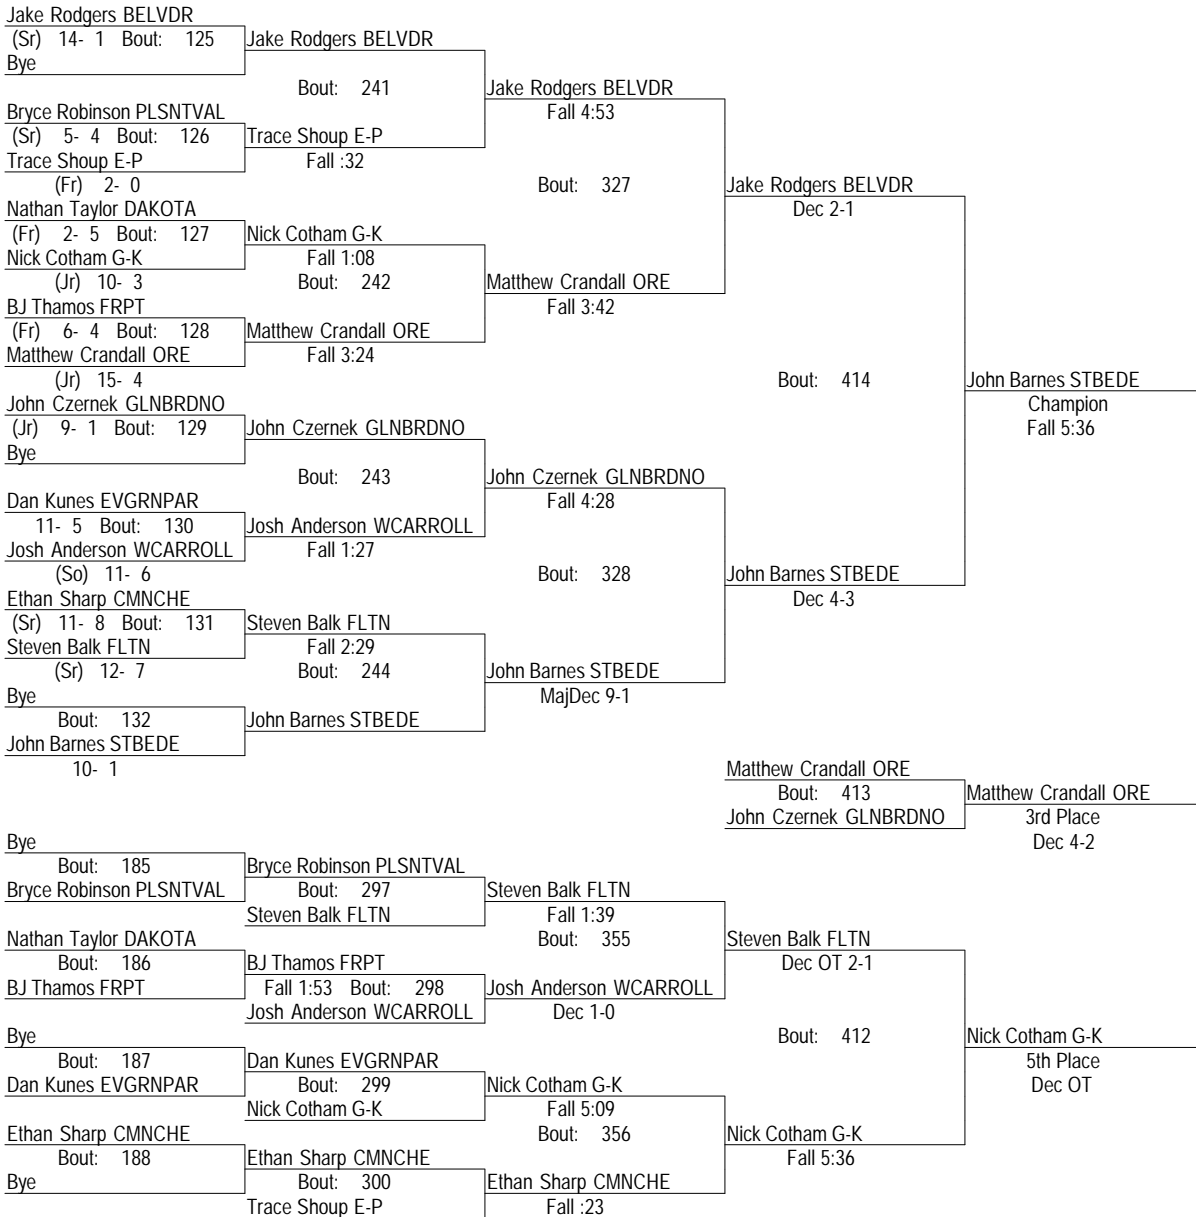 Jake Rodgers BELVDR
(Sr) 14- 1 Bout: 125 Jake Rodgers BELVDR
Bye
Bout: 241 Jake Rodgers BELVDR
Bryce Robinson PLSNTVAL Fall 4:53
(Sr) 5- 4 Bout: 126 Trace Shoup E-P
Trace Shoup E-P Fall :32
(Fr) 2- 0 Bout: 327 Jake Rodgers BELVDR
Nathan Taylor DAKOTA Dec 2-1
(Fr) 2- 5 Bout: 127 Nick Cotham G-K
Nick Cotham G-K Fall 1:08
(Jr) 10- 3 Bout: 242 Matthew Crandall ORE
BJ Thamos FRPT Fall 3:42
(Fr) 6- 4 Bout: 128 Matthew Crandall ORE
Matthew Crandall ORE Fall 3:24
(Jr) 15- 4 Bout: 414 John Barnes STBEDE
John Czernek GLNBRDNO Champion
(Jr) 9- 1 Bout: 129 John Czernek GLNBRDNO Fall 5:36
Bye
Bout: 243 John Czernek GLNBRDNO
Dan Kunes EVGRNPAR Fall 4:28
11- 5 Bout: 130 Josh Anderson WCARROLL
Josh Anderson WCARROLL Fall 1:27
(So) 11- 6 Bout: 328 John Barnes STBEDE
Ethan Sharp CMNCHE Dec 4-3
(Sr) 11- 8 Bout: 131 Steven Balk FLTN
Steven Balk FLTN Fall 2:29
(Sr) 12- 7 Bout: 244 John Barnes STBEDE
Bye MajDec 9-1
Bout: 132 John Barnes STBEDE
John Barnes STBEDE
10- 1 Matthew Crandall ORE
Bout: 413 Matthew Crandall ORE
John Czernek GLNBRDNO 3rd Place
Bye Dec 4-2
Bout: 185 Bryce Robinson PLSNTVAL
Bryce Robinson PLSNTVAL Bout: 297 Steven Balk FLTN
Steven Balk FLTN Fall 1:39
Nathan Taylor DAKOTA Bout: 355 Steven Balk FLTN
Bout: 186 BJ Thamos FRPT Dec OT 2-1
BJ Thamos FRPT Fall 1:53 Bout: 298 Josh Anderson WCARROLL
Josh Anderson WCARROLL Dec 1-0
Bye Bout: 412 Nick Cotham G-K
Bout: 187 Dan Kunes EVGRNPAR 5th Place
Dan Kunes EVGRNPAR Bout: 299 Nick Cotham G-K Dec OT
Nick Cotham G-K Fall 5:09
Ethan Sharp CMNCHE Bout: 356 Nick Cotham G-K
Bout: 188 Ethan Sharp CMNCHE Fall 5:36
Bye Bout: 300 Ethan Sharp CMNCHE
Trace Shoup E-P Fall :23